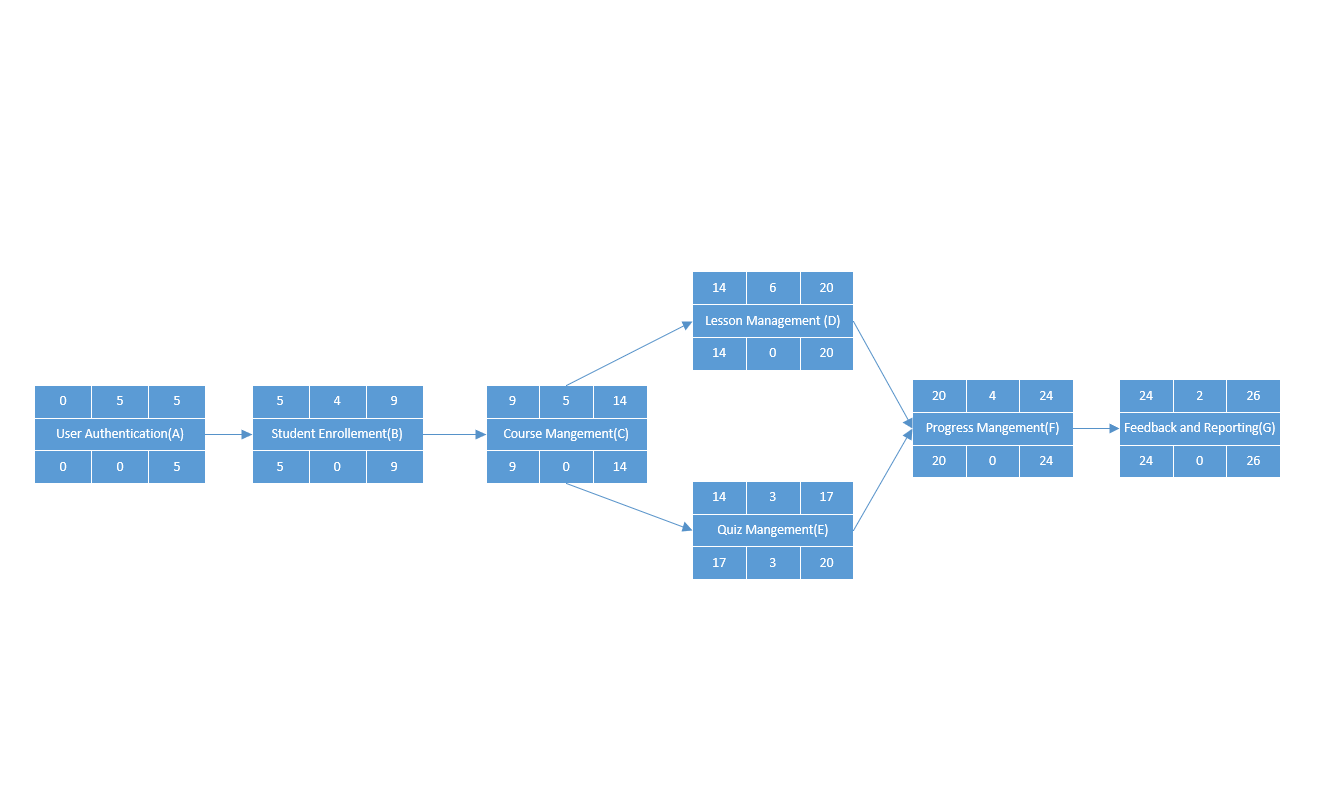 0 5 5
User Authentication(A)
0 0 5
5 4 9
Student Enrollement(B)
5 0 9
9 5 14
Course Mangement(C)
9 0 14
14 6 20
Lesson Management (D)
14 0 20
14 3 17
Quiz Mangement(E)
17 3 20
20 4 24
Progress Mangement(F)
20 0 24
24 2 26
Feedback and Reporting(G)
24 0 26